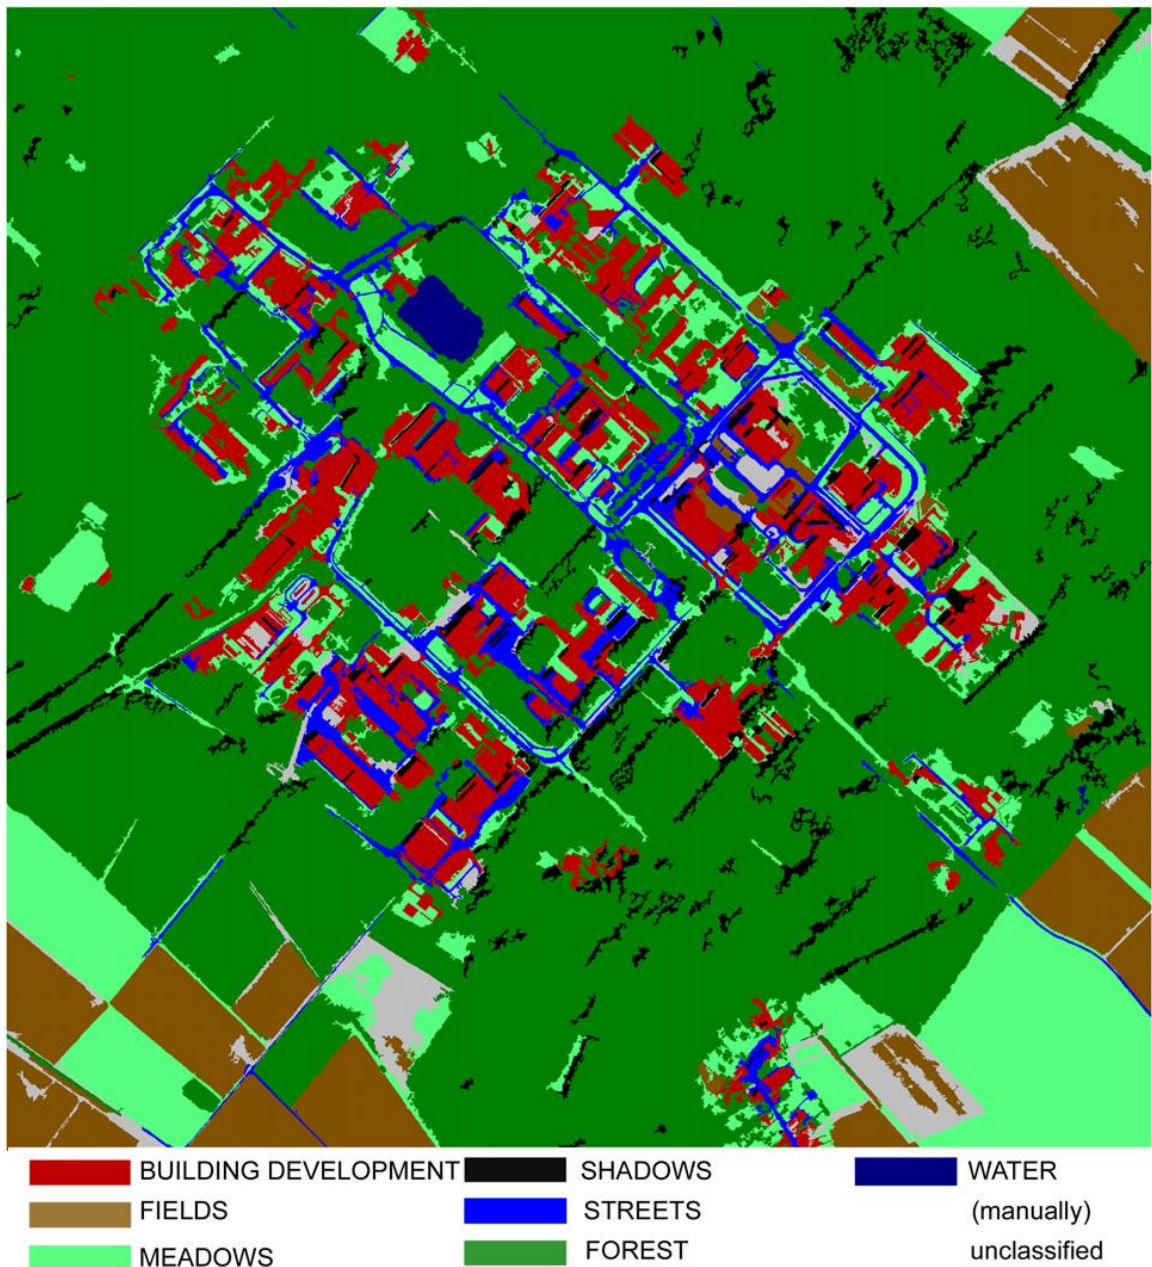 BUILDING DEVELOPMENT
SHADOWS
WATER
FIELDS
STREETS
(manually)
MEADOWS
FOREST
unclassified